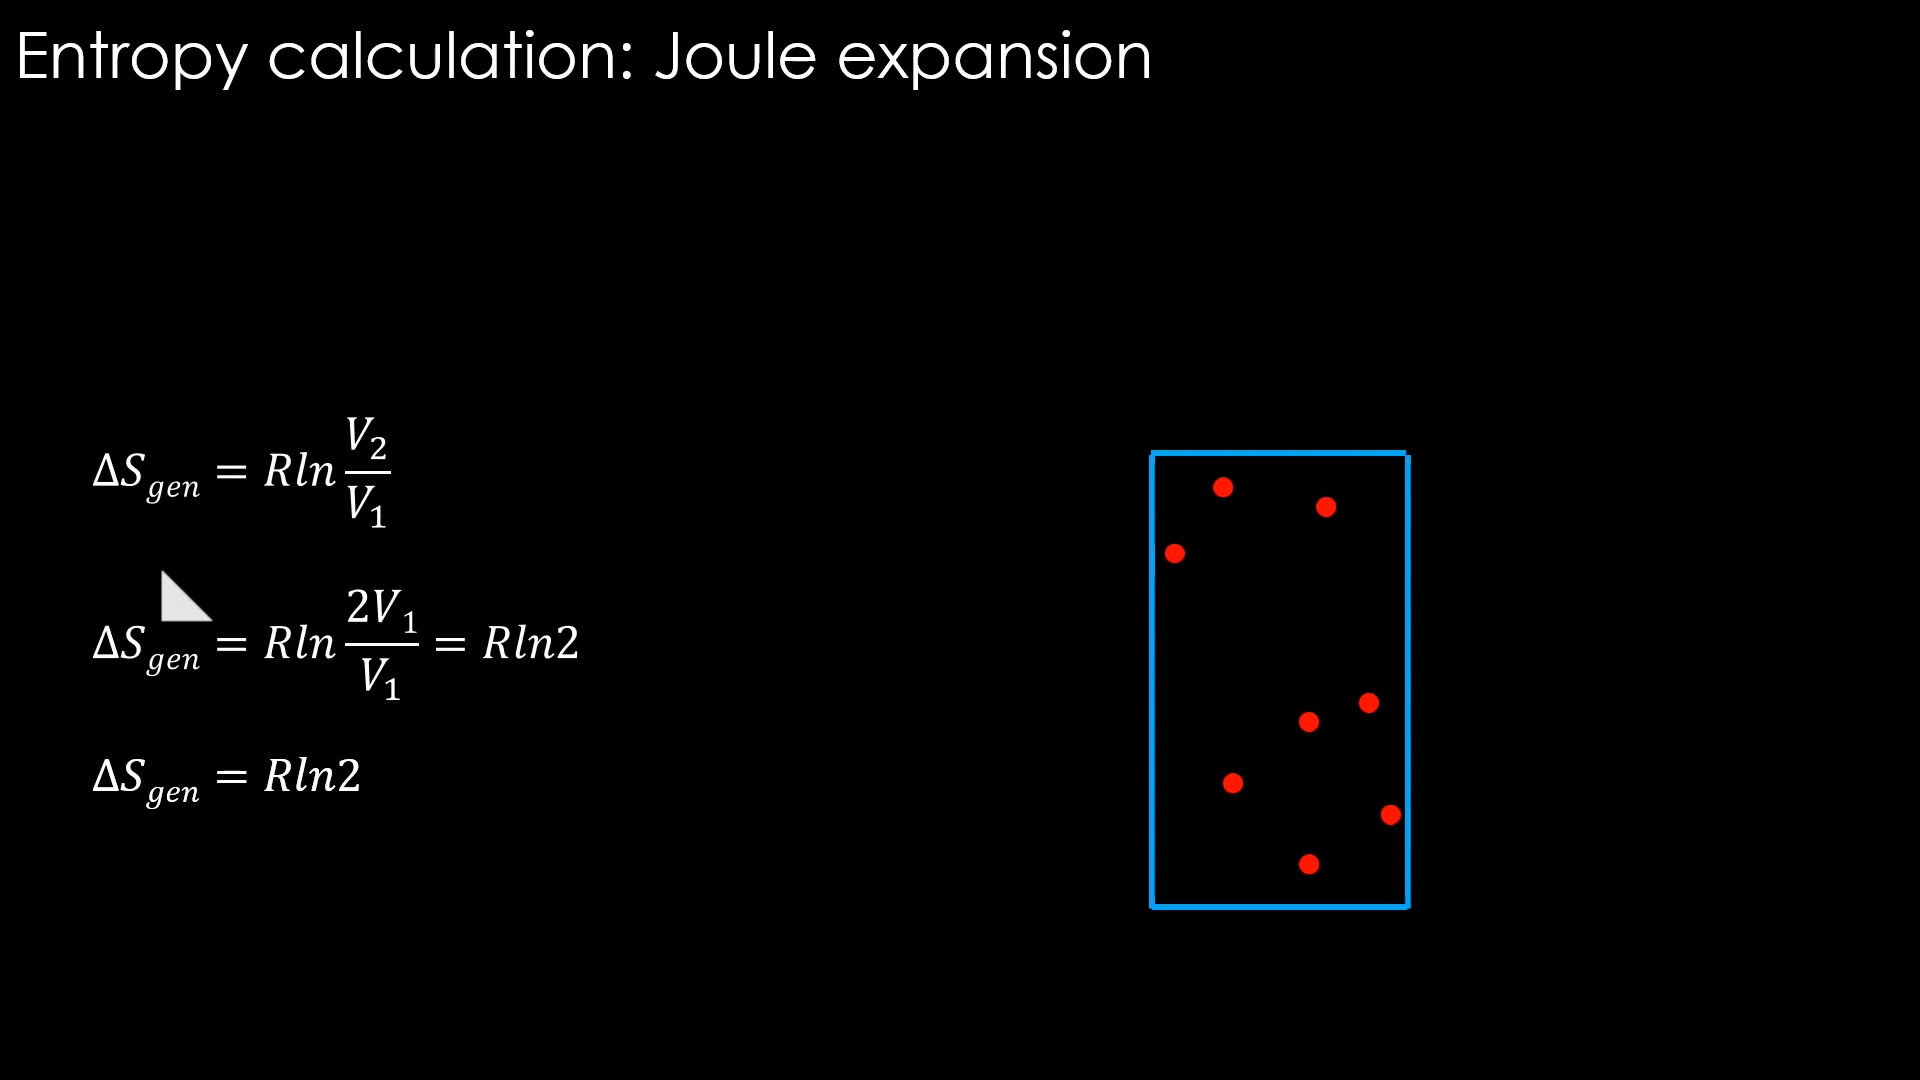 Entropy calculation: Joule expansion
ΔS_gen = Rln V₂/V₁
ΔS_gen = Rln 2V₁/V₁ = Rln2
ΔS_gen = Rln2